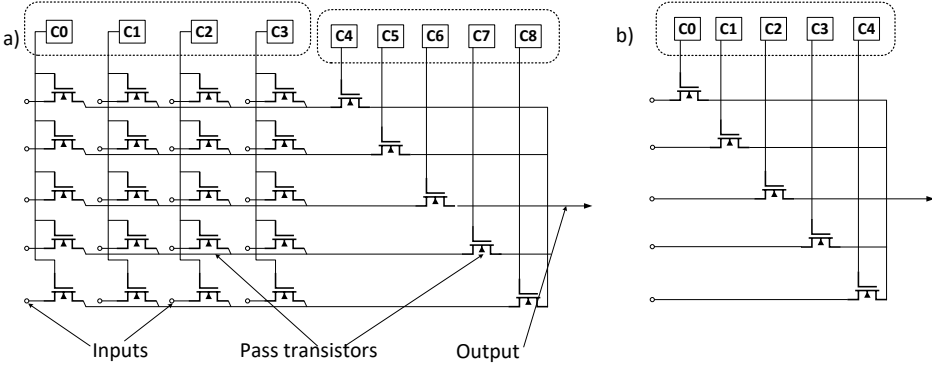 a)
C0 C1 C2 C3 C4 C5 C6 C7 C8
Inputs Pass transistors Output
b)
C0 C1 C2 C3 C4